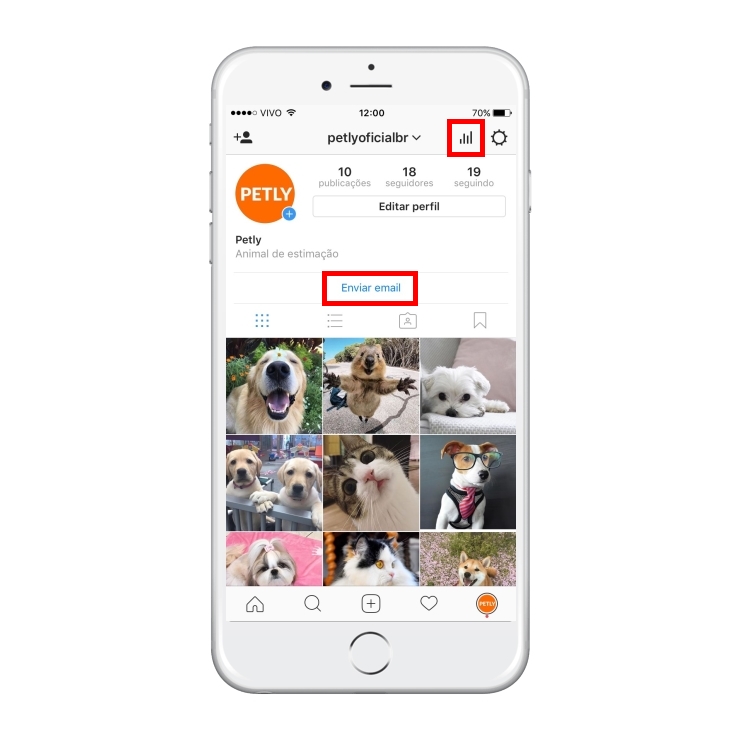 VIVO 12:00 70%
petlyoficialbr
PETLY
10 18 19
publicações seguidores seguindo
Editar perfil
Petly
Animal de estimação
Enviar email
PETLY